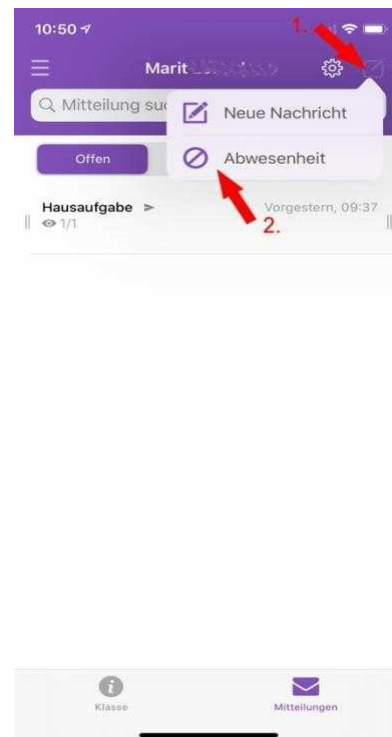 10:50
1.
Marit
Mitteilung suc
Neue Nachricht
Offen
Abwesenheit
Hausaufgabe
Vorgestern, 09:37
1/1
2.
Klasse
Mitteilungen